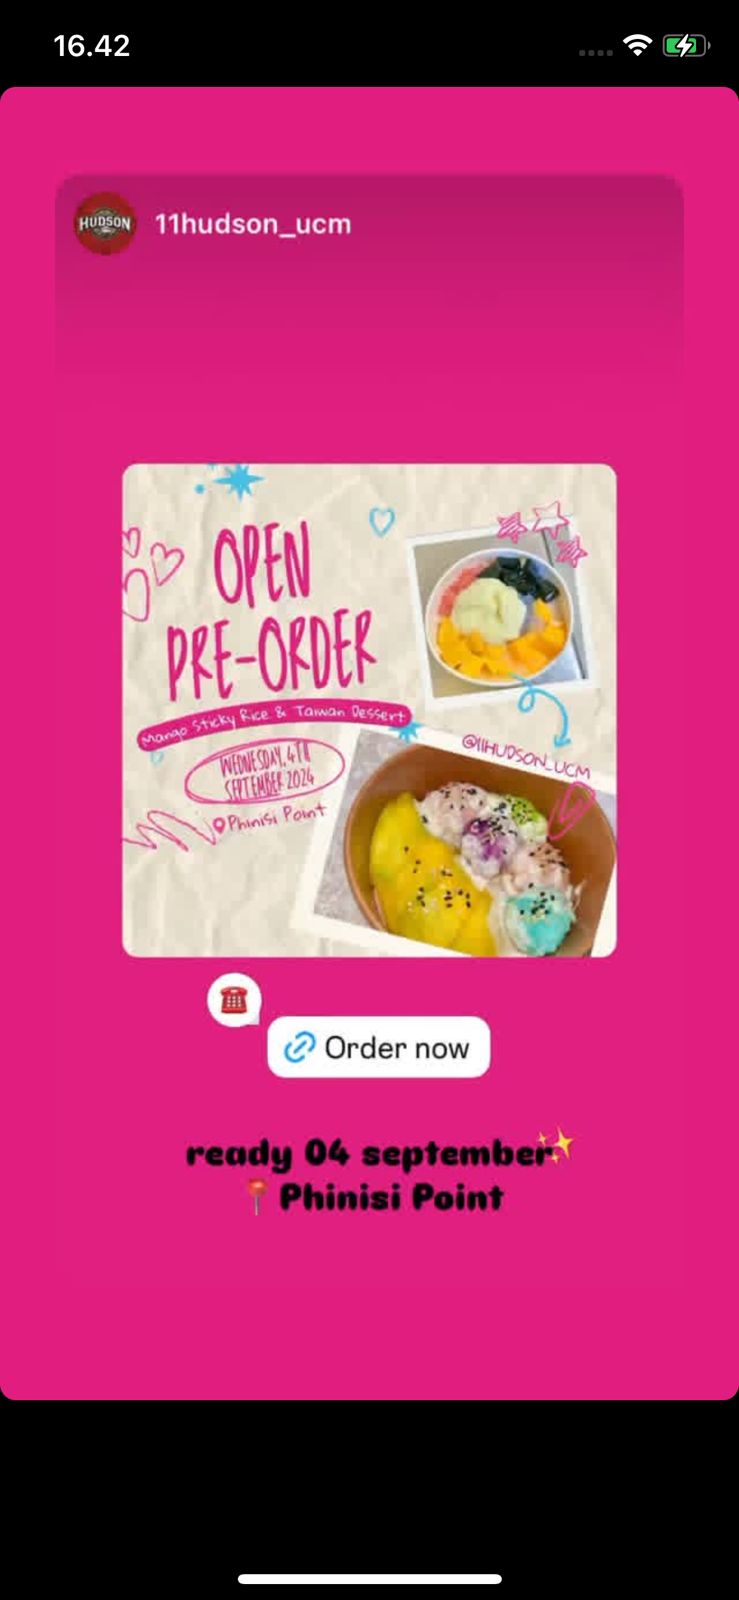 16.42
HUDSON
11hudson_ucm
OPEN
PRE-ORDER
Mango Sticky Rice & Taiwan Dessert
WEDNESDAY, 4TH
SEPTEMBER 2024
Phinisi Point
@11HUDSON_UCM
Order now
ready 04 september
Phinisi Point